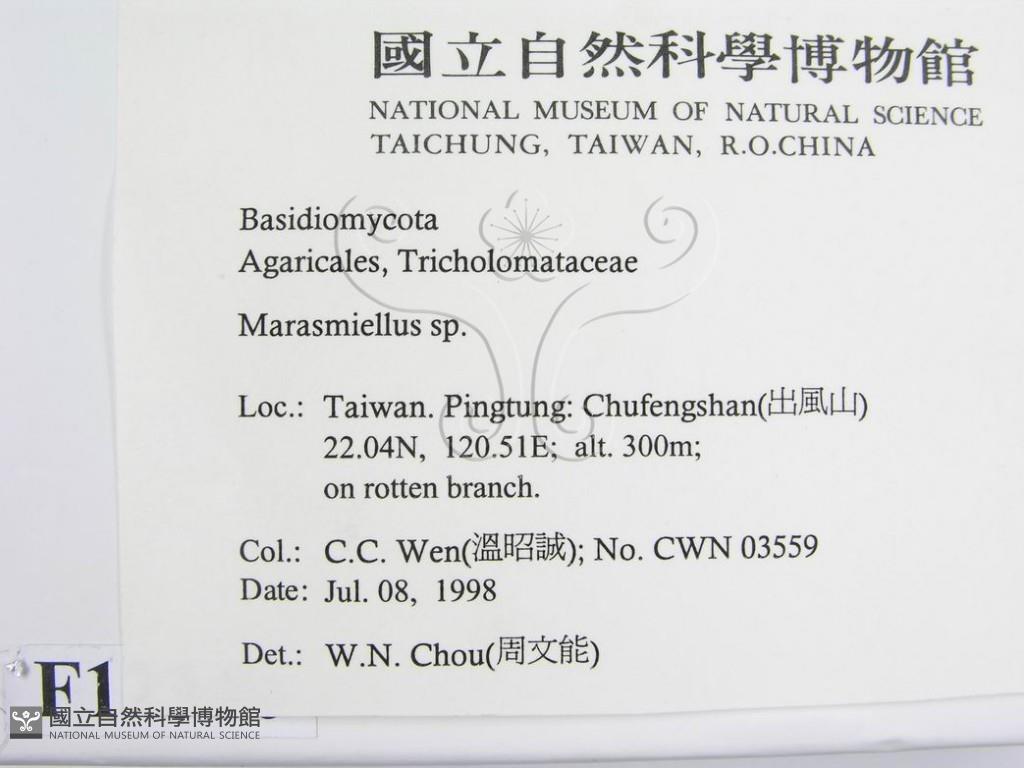 國立自然科學博物館
NATIONAL MUSEUM OF NATURAL SCIENCE
TAICHUNG, TAIWAN, R.O.CHINA
Basidiomycota
Agaricales, Tricholomataceae
Marasmiellus sp.
Loc.: Taiwan. Pingtung: Chufengshan(出風山)
22.04N, 120.51E; alt. 300m;
on rotten branch.
Col.: C.C. Wen(溫昭誠); No. CWN 03559
Date: Jul. 08, 1998
Det.: W.N. Chou(周文能)
F1
國立自然科學博物館
NATIONAL MUSEUM OF NATURAL SCIENCE